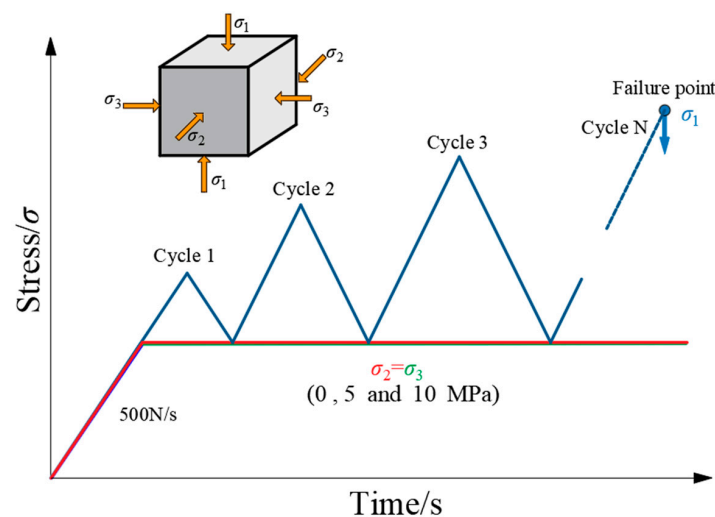 σ1
σ2
σ3
σ3
σ2
σ1
Failure point
σ1
Cycle N
Cycle 3
Cycle 2
Cycle 1
Stress/σ
σ2=σ3
(0 , 5 and 10 MPa)
500N/s
Time/s